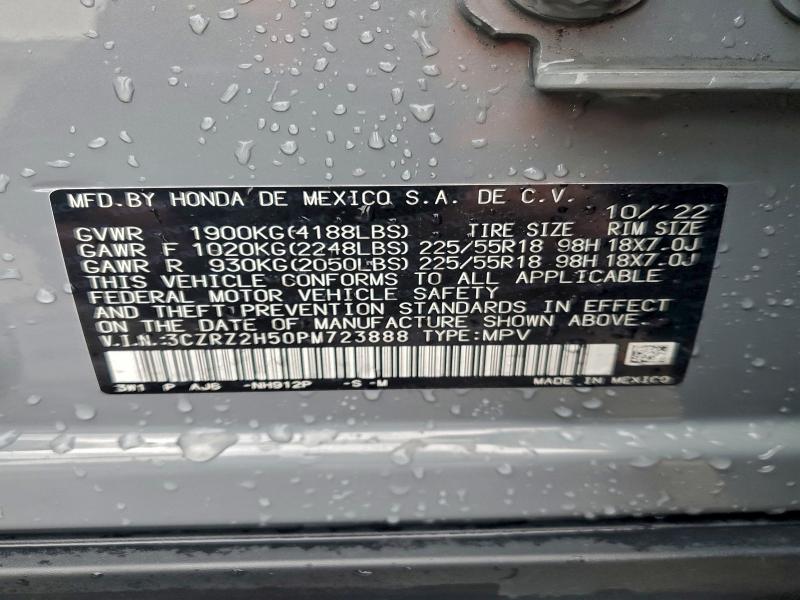 MFD.BY HONDA DE MEXICO S.A. DE C.V. 10/'22
GVWR 1900KG(4188LBS) TIRE SIZE RIM SIZE
GAWR F 1020KG(2248LBS) 225/55R18 98H 18X7.0J
GAWR R 930KG(2050LBS) 225/55R18 98H 18X7.0J
THIS VEHICLE CONFORMS TO ALL APPLICABLE
FEDERAL MOTOR VEHICLE SAFETY
AND THEFT PREVENTION STANDARDS IN EFFECT
ON THE DATE OF MANUFACTURE SHOWN ABOVE.
V.I.N.:3CZRZ2H50PM723888 TYPE:MPV
3W1 P AJ6 -NH912P -S -M MADE IN MEXICO